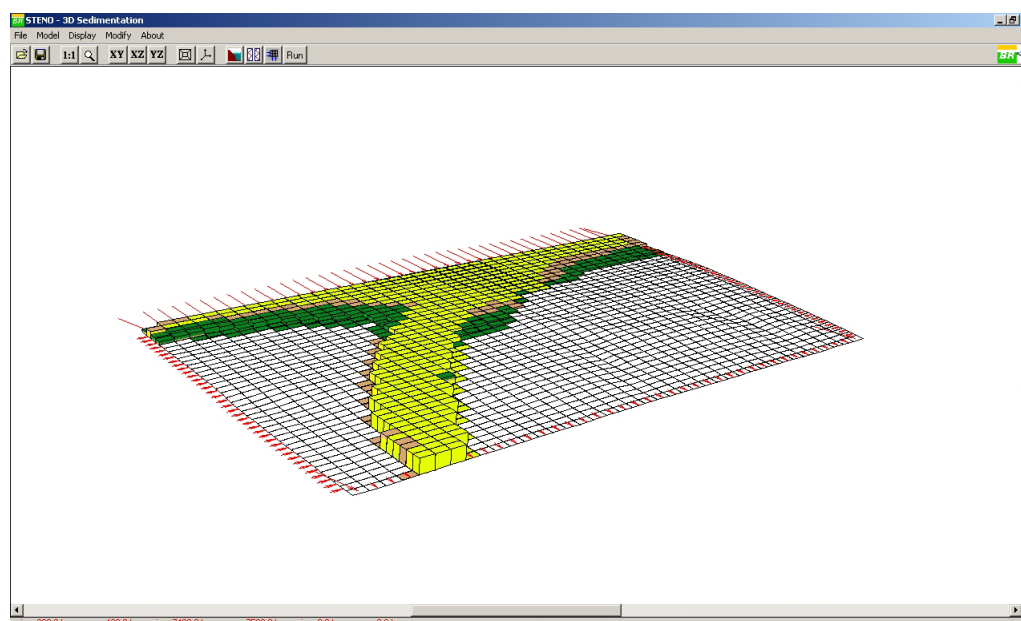 STENO - 3D Sedimentation
File Model Display Modify About
1:1 XY XZ YZ Run
BR